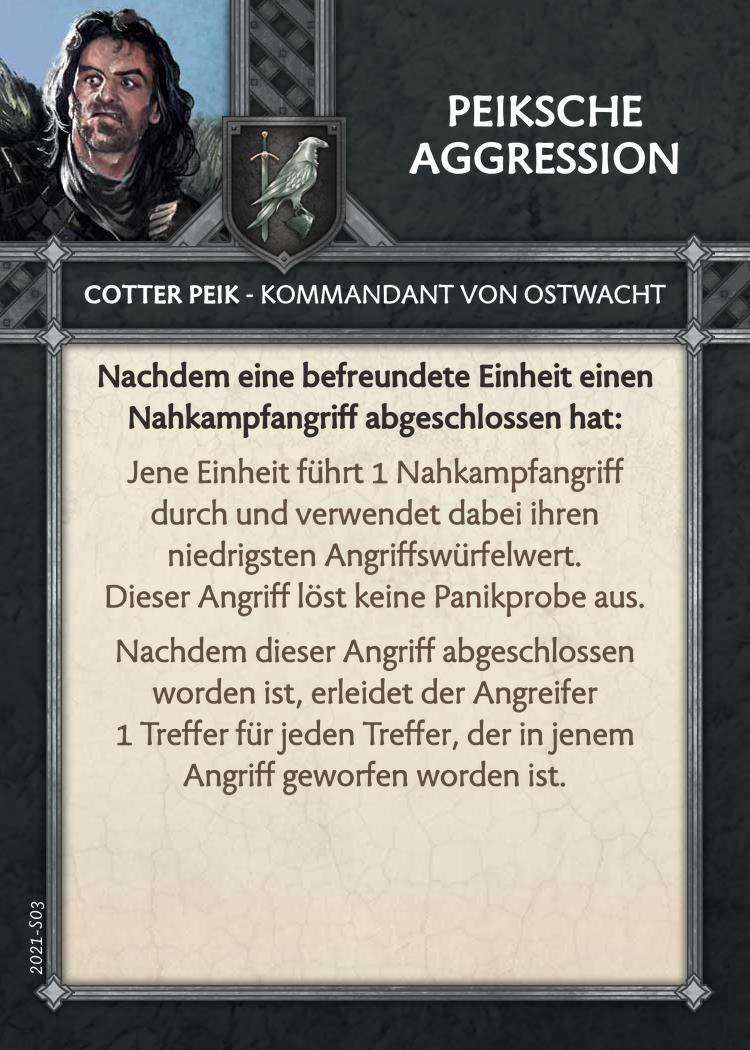 PEIKSCHE
AGGRESSION
COTTER PEIK - KOMMANDANT VON OSTWACHT
Nachdem eine befreundete Einheit einen
Nahkampfangriff abgeschlossen hat:
Jene Einheit führt 1 Nahkampfangriff
durch und verwendet dabei ihren
niedrigsten Angriffswürfelwert.
Dieser Angriff löst keine Panikprobe aus.
Nachdem dieser Angriff abgeschlossen
worden ist, erleidet der Angreifer
1 Treffer für jeden Treffer, der in jenem
Angriff geworfen worden ist.
2021-S03